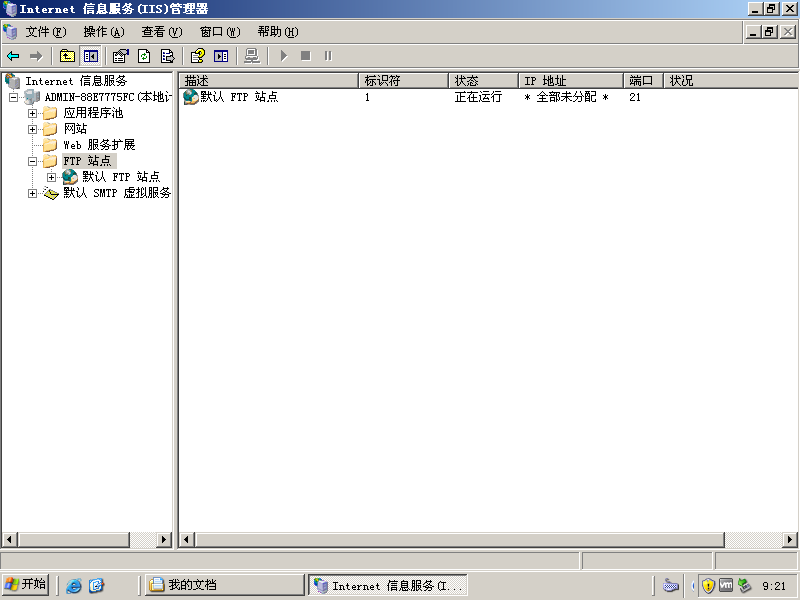 Internet 信息服务(IIS)管理器
文件(F) 操作(A) 查看(V) 窗口(W) 帮助(H)
Internet 信息服务
ADMIN-88E7775FC(本地计
应用程序池
网站
Web 服务扩展
FTP 站点
默认 FTP 站点
默认 SMTP 虚拟服务
描述 标识符 状态 IP 地址 端口 状况
默认 FTP 站点 1 正在运行 * 全部未分配 * 21
开始 我的文档 Internet 信息服务(I... 9:21